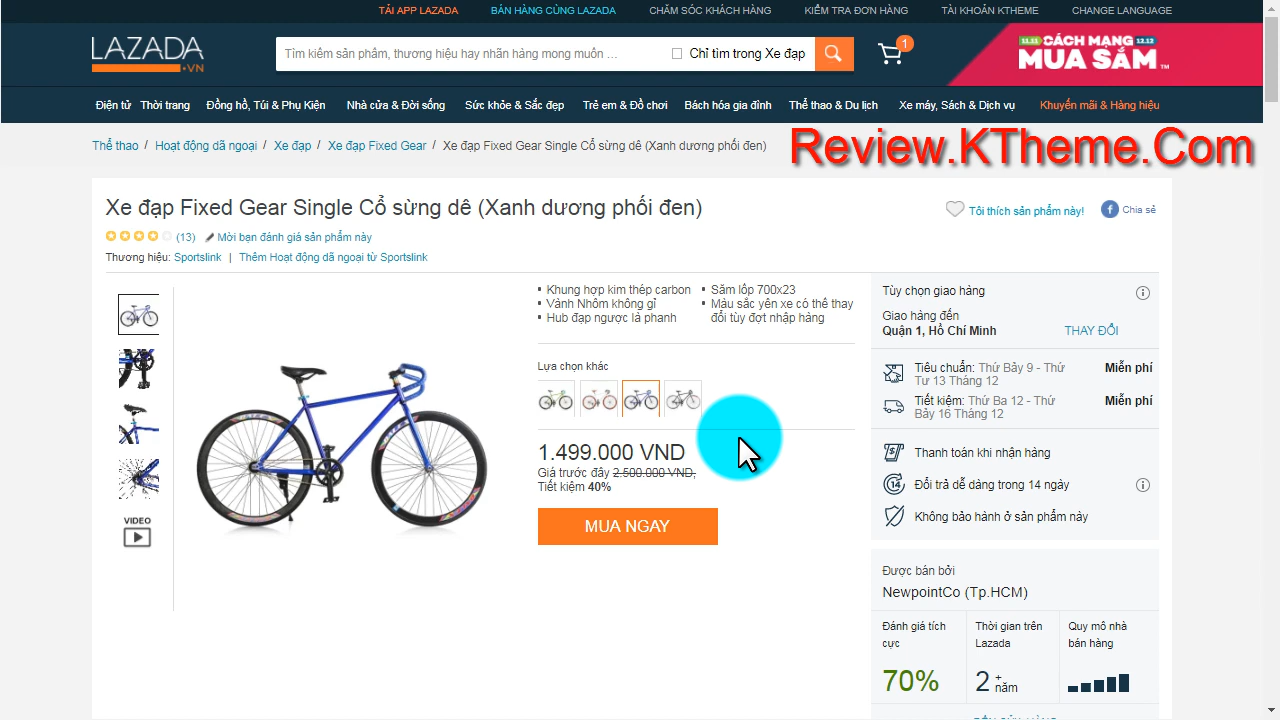 TẢI APP LAZADA BÁN HÀNG CÙNG LAZADA CHĂM SÓC KHÁCH HÀNG KIỂM TRA ĐƠN HÀNG TÀI KHOẢN KTHEME CHANGE LANGUAGE
LAZADA .VN
Tìm kiếm sản phẩm, thương hiệu hay nhãn hàng mong muốn ... Chỉ tìm trong Xe đạp 1
11.11 CÁCH MẠNG 12.12
MUA SẮM TM
Điện tử Thời trang Đồng hồ, Túi & Phụ Kiện Nhà cửa & Đời sống Sức khỏe & Sắc đẹp Trẻ em & Đồ chơi Bách hóa gia đình Thể thao & Du lịch Xe máy, Sách & Dịch vụ Khuyến mãi & Hàng hiệu
Thể thao / Hoạt động dã ngoại / Xe đạp / Xe đạp Fixed Gear / Xe đạp Fixed Gear Single Cổ sừng dê (Xanh dương phối đen)
Review.KTheme.Com
Xe đạp Fixed Gear Single Cổ sừng dê (Xanh dương phối đen)
Tôi thích sản phẩm này! Chia sẻ
(13) Mời bạn đánh giá sản phẩm này
Thương hiệu: Sportslink | Thêm Hoạt động dã ngoại từ Sportslink
VIDEO
Khung hợp kim thép carbon
Vành Nhôm không gỉ
Hub đạp ngược là phanh
Săm lốp 700x23
Màu sắc yên xe có thể thay
đổi tùy đợt nhập hàng
Lựa chọn khác
1.499.000 VND
Giá trước đây 2.500.000 VND,
Tiết kiệm 40%
MUA NGAY
Tùy chọn giao hàng
Giao hàng đến
Quận 1, Hồ Chí Minh THAY ĐỔI
Tiêu chuẩn: Thứ Bảy 9 - Thứ Miễn phí
Tư 13 Tháng 12
Tiết kiệm: Thứ Ba 12 - Thứ Miễn phí
Bảy 16 Tháng 12
Thanh toán khi nhận hàng
14 Đổi trả dễ dàng trong 14 ngày
Không bảo hành ở sản phẩm này
Được bán bởi
NewpointCo (Tp.HCM)
Đánh giá tích
cực
70%
Thời gian trên
Lazada
2 + năm
Quy mô nhà
bán hàng